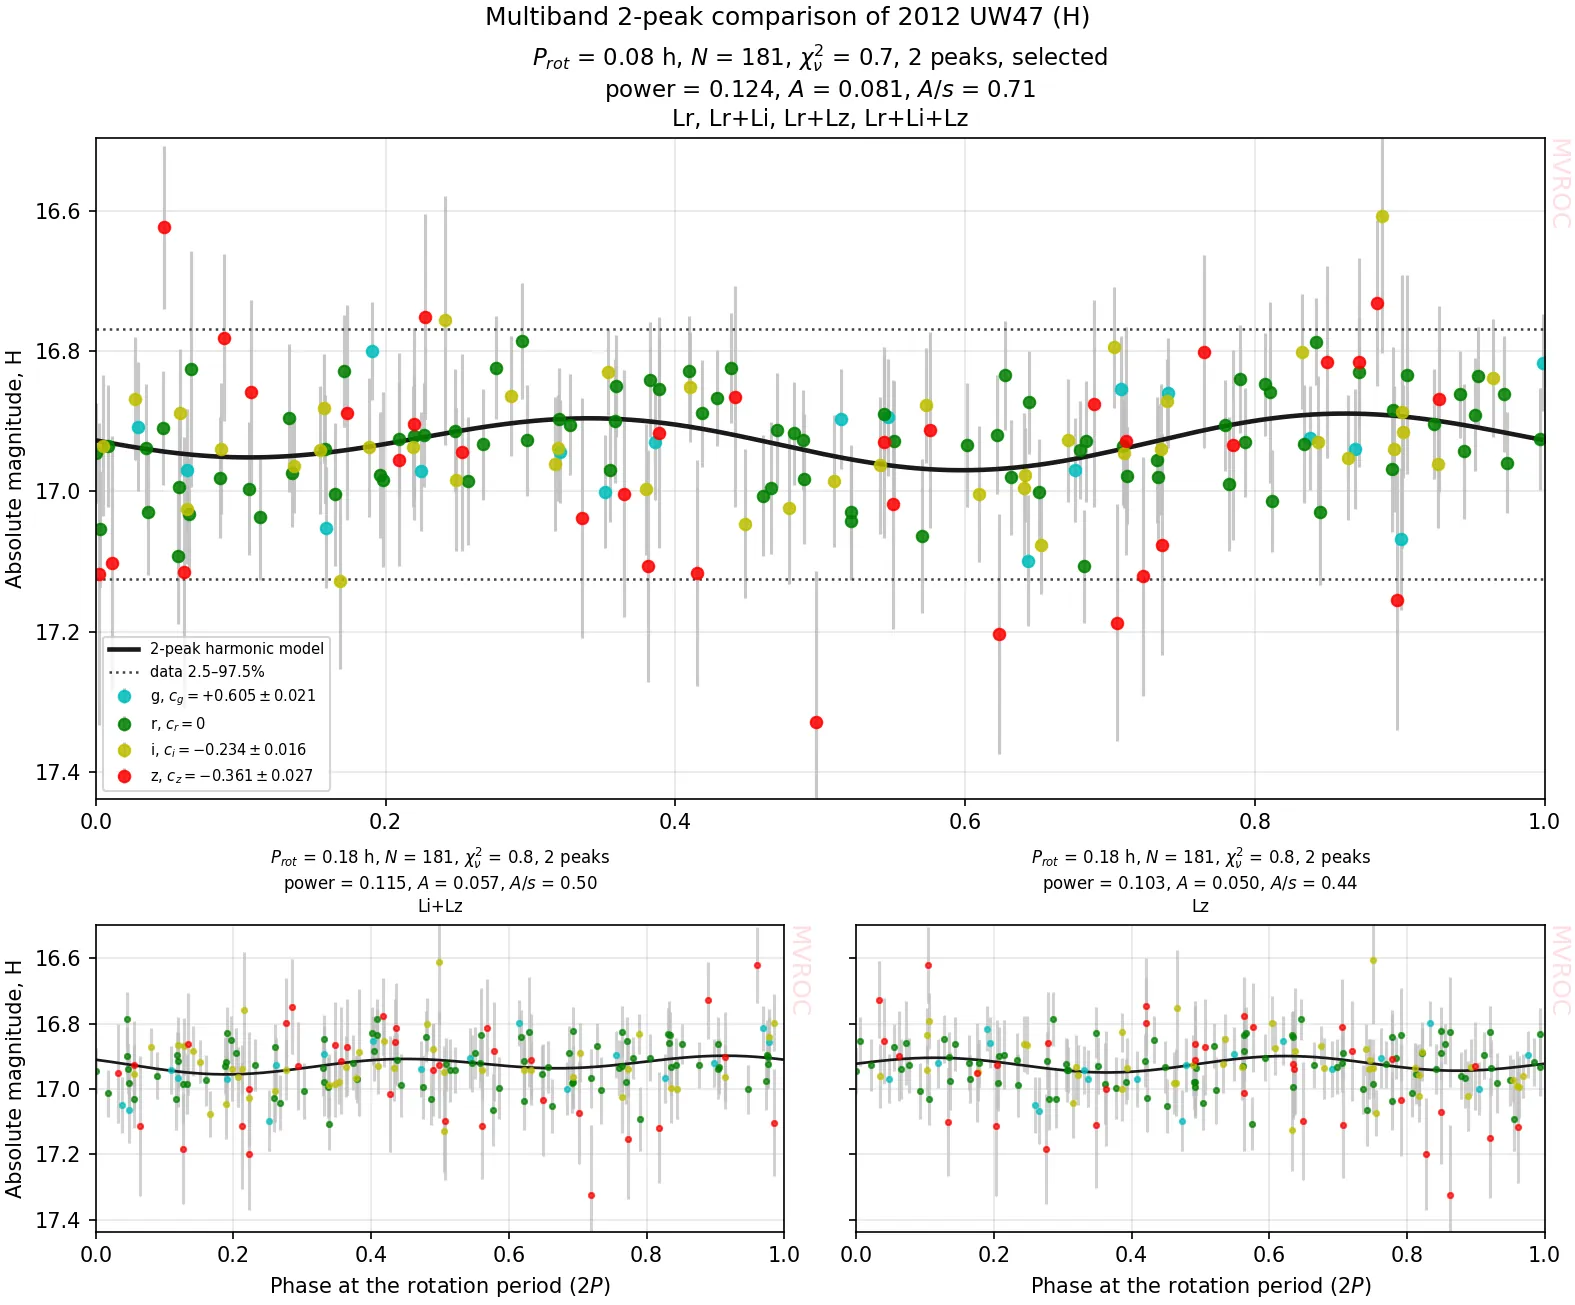 Multiband 2-peak comparison of 2012 UW47 (H)
P_rot = 0.08 h, N = 181, χ²_ν = 0.7, 2 peaks, selected
power = 0.124, A = 0.081, A/s = 0.71
Lr, Lr+Li, Lr+Lz, Lr+Li+Lz
MVROC
Absolute magnitude, H
16.6
16.8
17.0
17.2
17.4
2-peak harmonic model
data 2.5–97.5%
g, c_g = +0.605 ± 0.021
r, c_r = 0
i, c_i = −0.234 ± 0.016
z, c_z = −0.361 ± 0.027
0.0 0.2 0.4 0.6 0.8 1.0
P_rot = 0.18 h, N = 181, χ²_ν = 0.8, 2 peaks
power = 0.115, A = 0.057, A/s = 0.50
Li+Lz
MVROC
Absolute magnitude, H
16.6
16.8
17.0
17.2
17.4
0.0 0.2 0.4 0.6 0.8 1.0
Phase at the rotation period (2P)
P_rot = 0.18 h, N = 181, χ²_ν = 0.8, 2 peaks
power = 0.103, A = 0.050, A/s = 0.44
Lz
MVROC
0.0 0.2 0.4 0.6 0.8 1.0
Phase at the rotation period (2P)